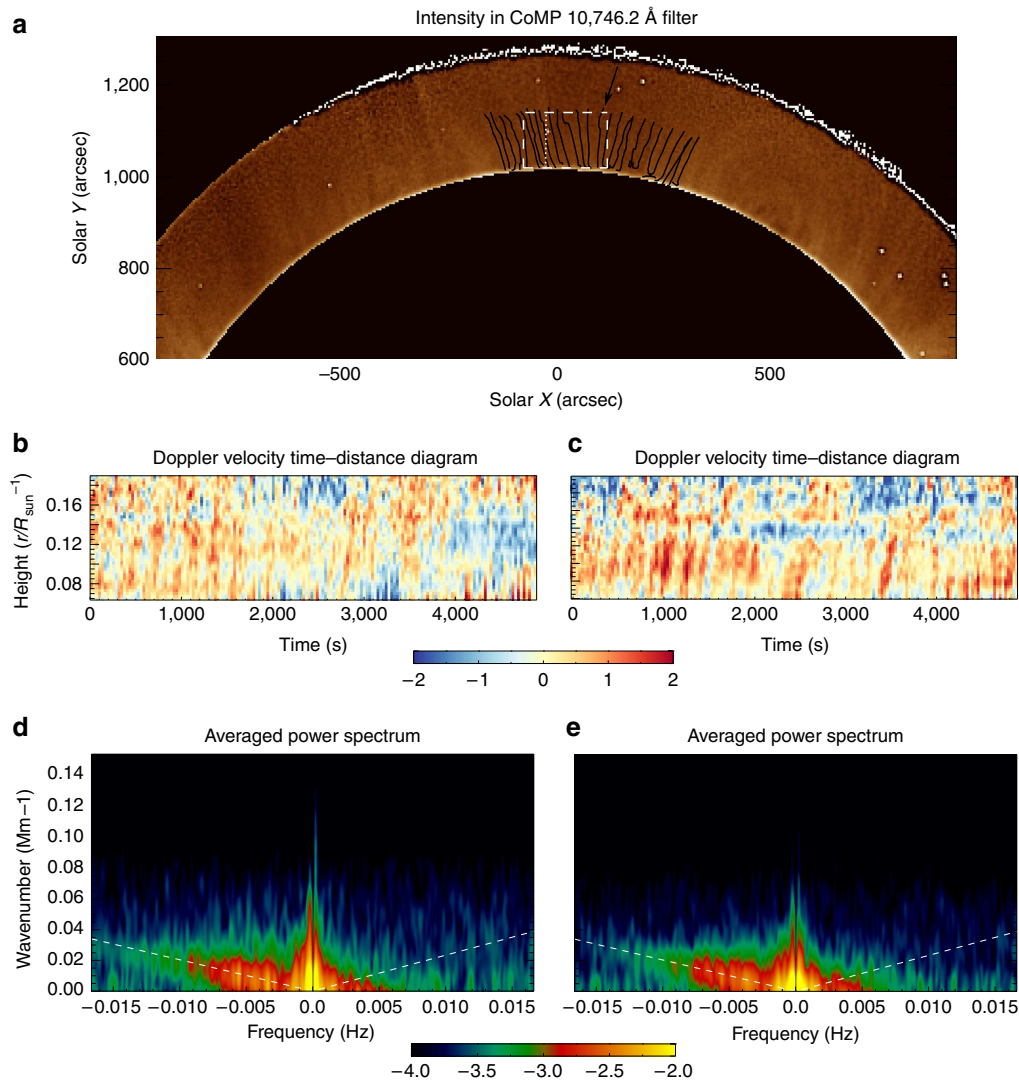 a
Intensity in CoMP 10,746.2 Å filter
1,200
1,000
800
600
Solar Y (arcsec)
−500 0 500
Solar X (arcsec)
b
Doppler velocity time–distance diagram
0.16
0.12
0.08
Height (r/Rsun⁻¹)
0 1,000 2,000 3,000 4,000
Time (s)
c
Doppler velocity time–distance diagram
0 1,000 2,000 3,000 4,000
Time (s)
−2 −1 0 1 2
d
Averaged power spectrum
0.14
0.12
0.10
0.08
0.06
0.04
0.02
0.00
Wavenumber (Mm−1)
−0.015 −0.010 −0.005 0.0 0.005 0.010 0.015
Frequency (Hz)
e
Averaged power spectrum
−0.015 −0.010 −0.005 0.0 0.005 0.010 0.015
Frequency (Hz)
−4.0 −3.5 −3.0 −2.5 −2.0